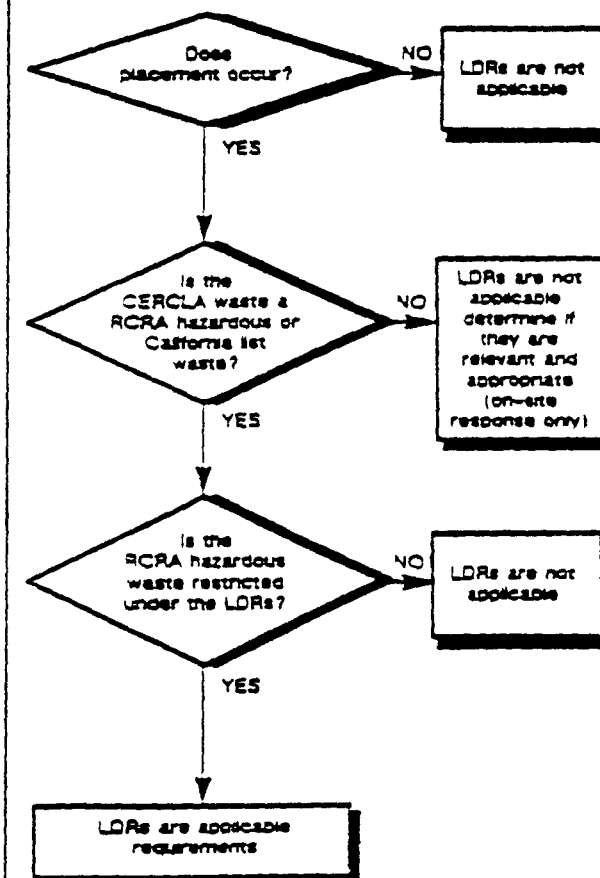 Does
placement occur?
NO
LDRs are not
applicable
YES
Is the
CERCLA waste a
RCRA hazardous or
California list
waste?
NO
LDRs are not
applicable
determine if
they are
relevant and
appropriate
(on-site
response only)
YES
Is the
RCRA hazardous
waste restricted
under the LDRs?
NO
LDRs are not
applicable
YES
LDRs are applicable
requirements